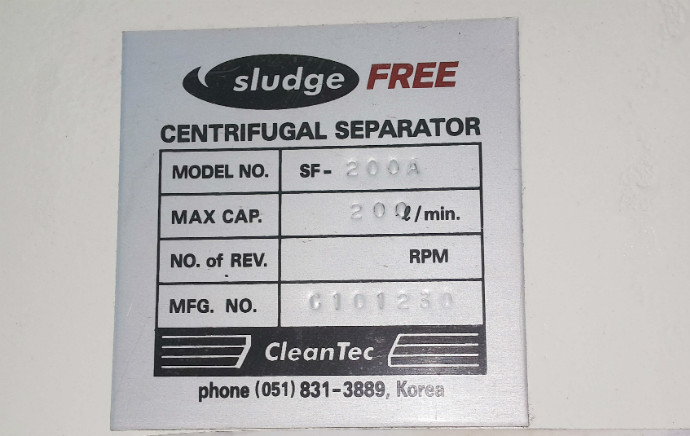 sludge FREE
CENTRIFUGAL SEPARATOR
MODEL NO. SF- 200A
MAX CAP. 200 ℓ/min.
NO. of REV. RPM
MFG. NO.
CleanTec
phone (051) 831-3889, Korea